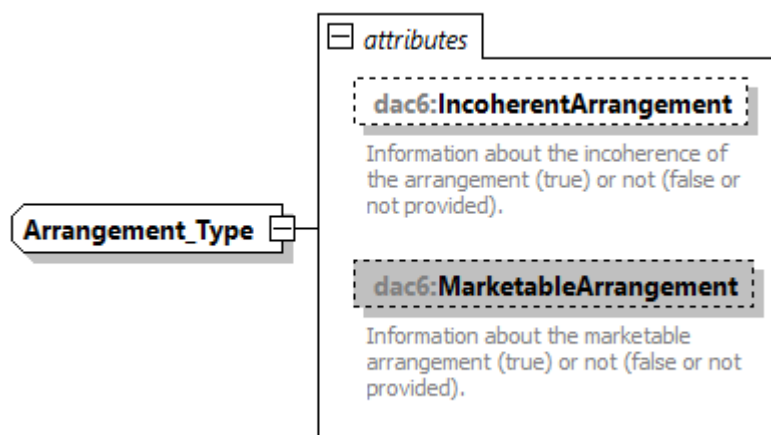 attributes
dac6:IncoherentArrangement
Information about the incoherence of
the arrangement (true) or not (false or
not provided).
Arrangement_Type
dac6:MarketableArrangement
Information about the marketable
arrangement (true) or not (false or not
provided).